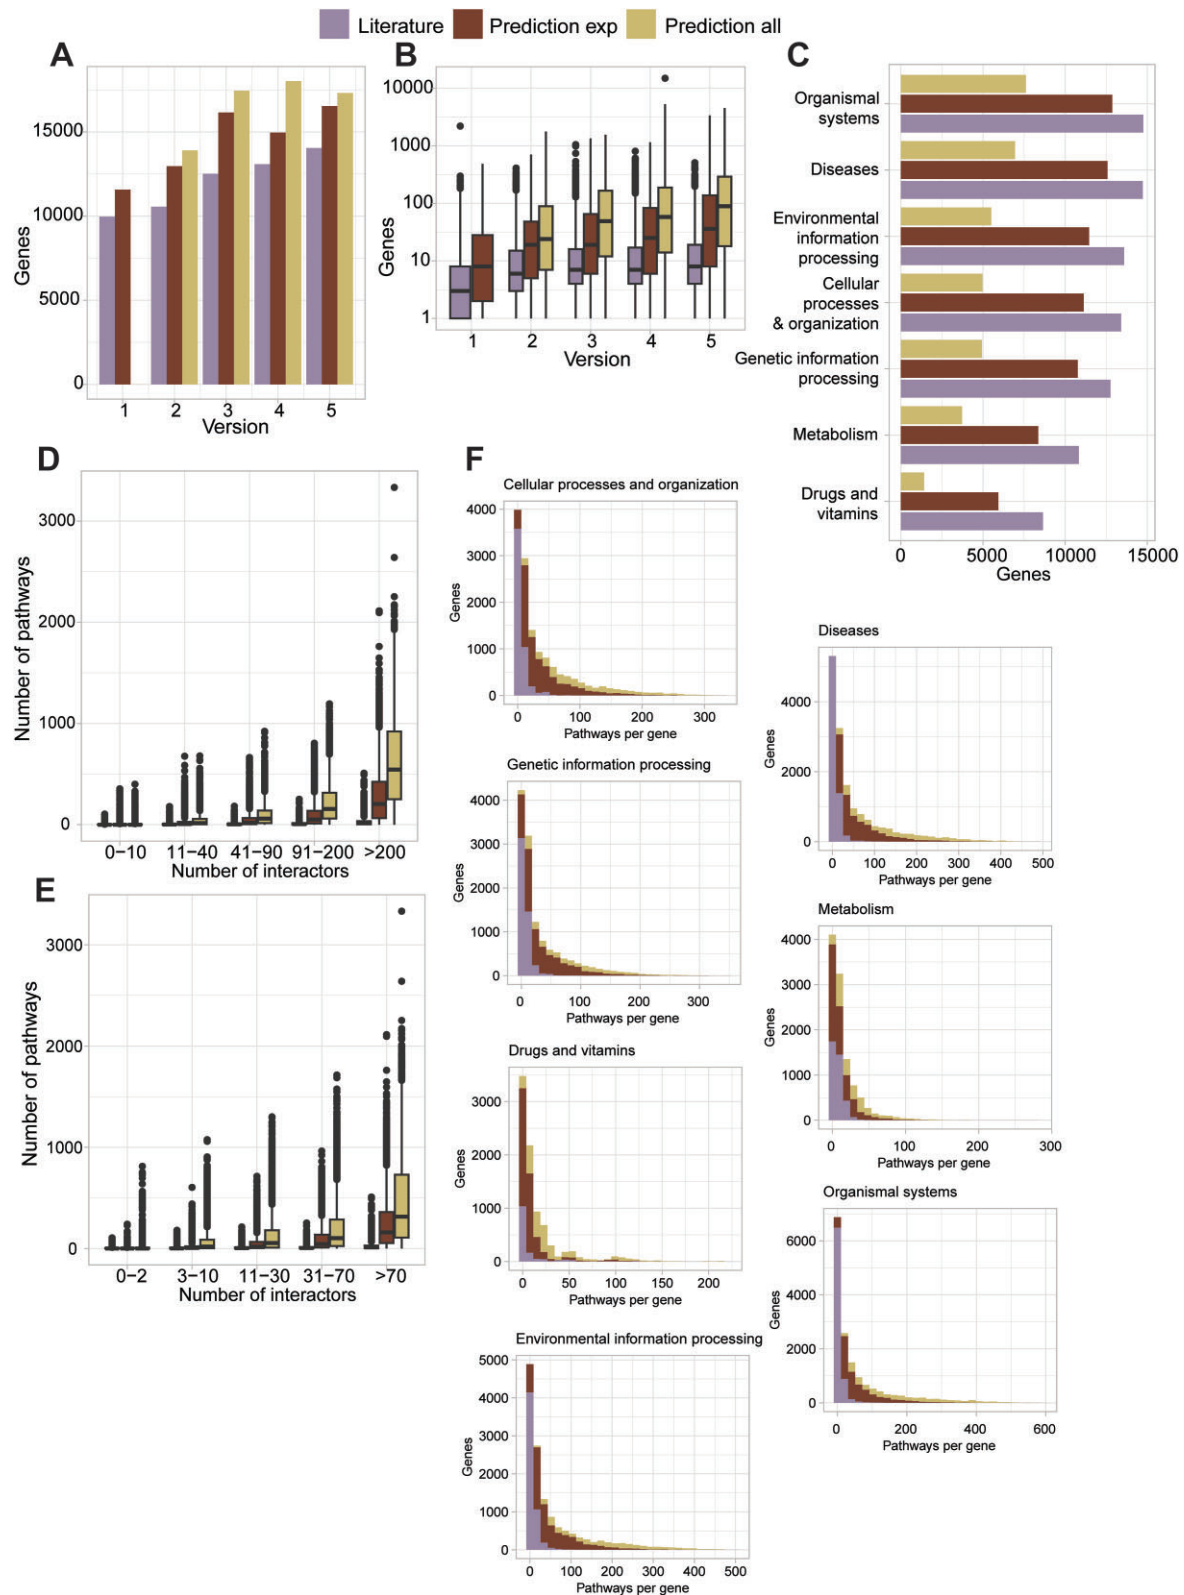 Literature Prediction exp Prediction all
A
Genes
15000
10000
5000
0
1 2 3 4 5
Version
B
Genes
10000
1000
100
10
1
1 2 3 4 5
Version
C
Organismal
systems
Diseases
Environmental
information
processing
Cellular
processes
& organization
Genetic information
processing
Metabolism
Drugs and
vitamins
0 5000 10000 15000
Genes
D
Number of pathways
3000
2000
1000
0
0−10 11−40 41−90 91−200 >200
Number of interactors
E
Number of pathways
3000
2000
1000
0
0−2 3−10 11−30 31−70 >70
Number of interactors
F
Cellular processes and organization
Genes
4000
3000
2000
1000
0
0 100 200 300
Pathways per gene
Genetic information processing
Genes
4000
3000
2000
1000
0
0 100 200 300
Pathways per gene
Drugs and vitamins
Genes
3000
2000
1000
0
0 50 100 150 200
Pathways per gene
Environmental information processing
Genes
5000
4000
3000
2000
1000
0
0 100 200 300 400 500
Pathways per gene
Diseases
Genes
4000
2000
0
0 100 200 300 400 500
Pathways per gene
Metabolism
Genes
4000
3000
2000
1000
0
0 100 200 300
Pathways per gene
Organismal systems
Genes
6000
4000
2000
0
0 200 400 600
Pathways per gene